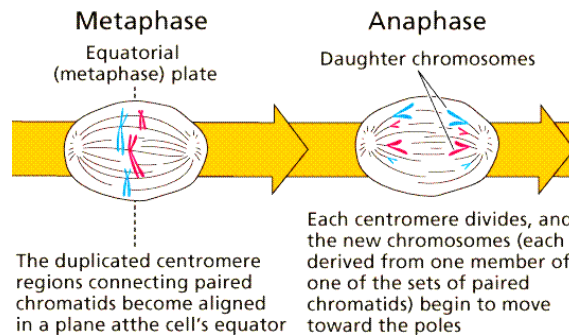 Metaphase
Equatorial
(metaphase) plate
The duplicated centromere
regions connecting paired
chromatids become aligned
in a plane atthe cell's equator
Anaphase
Daughter chromosomes
Each centromere divides, and
the new chromosomes (each
derived from one member of
one of the sets of paired
chromatids) begin to move
toward the poles